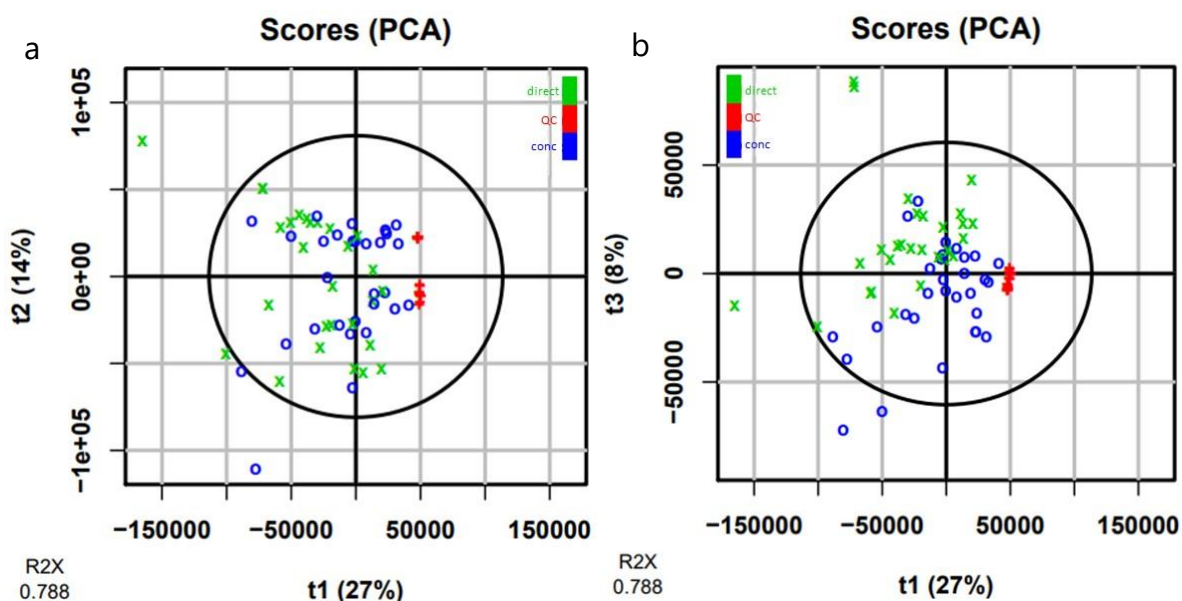 a
Scores (PCA)
direct
QC
conc
1e+05
0e+00
−1e+05
t2 (14%)
−150000
−50000
50000
150000
R2X
0.788
t1 (27%)
b
Scores (PCA)
direct
QC
conc
50000
0
−50000
t3 (8%)
−150000
−50000
50000
150000
R2X
0.788
t1 (27%)